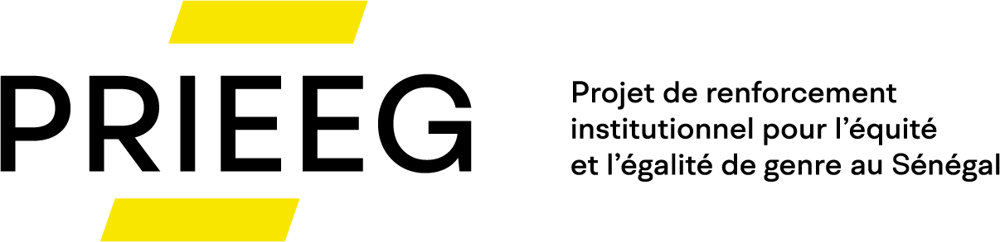 PRIEEG
Projet de renforcement
institutionnel pour l’équité
et l’égalité de genre au Sénégal